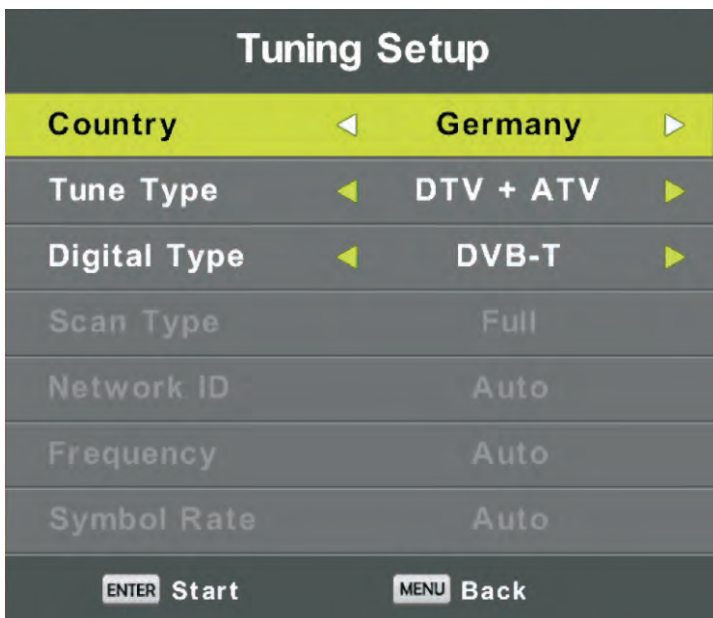 Tuning Setup
Country Germany
Tune Type DTV + ATV
Digital Type DVB-T
Scan Type Full
Network ID Auto
Frequency Auto
Symbol Rate Auto
ENTER Start MENU Back